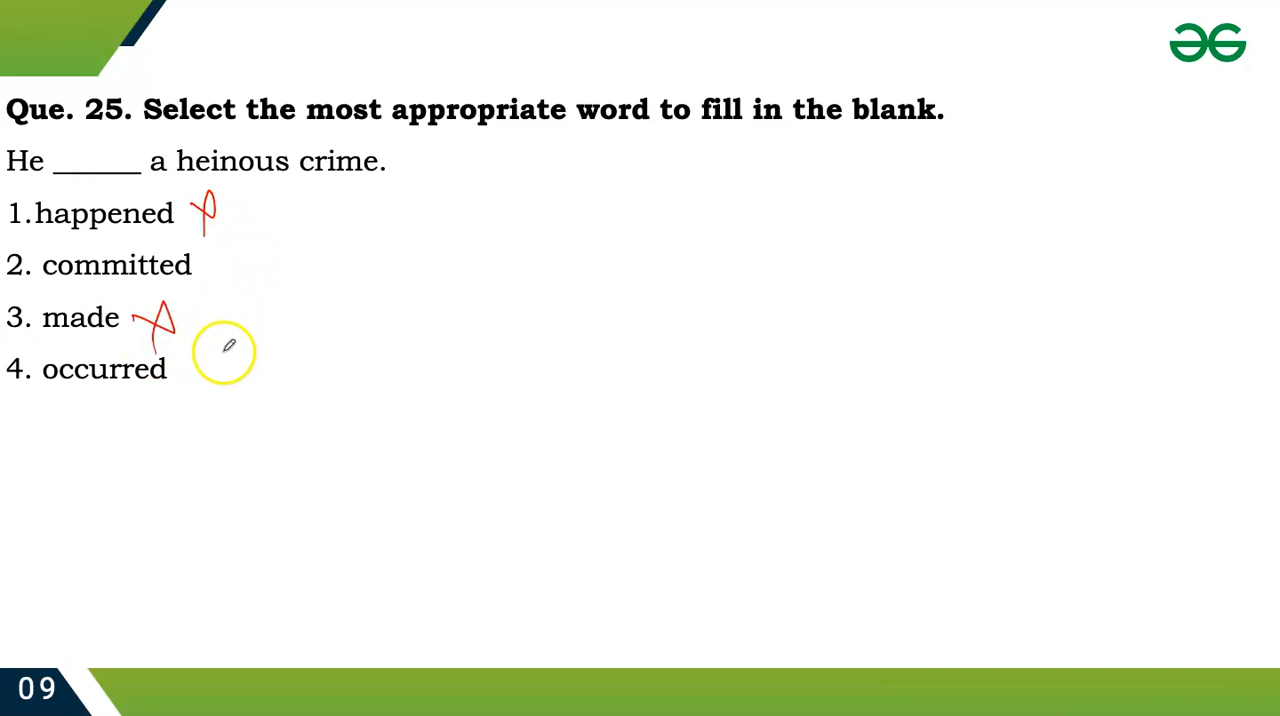 Que. 25. Select the most appropriate word to fill in the blank.
He ______ a heinous crime.
1.happened
2. committed
3. made
4. occurred
09